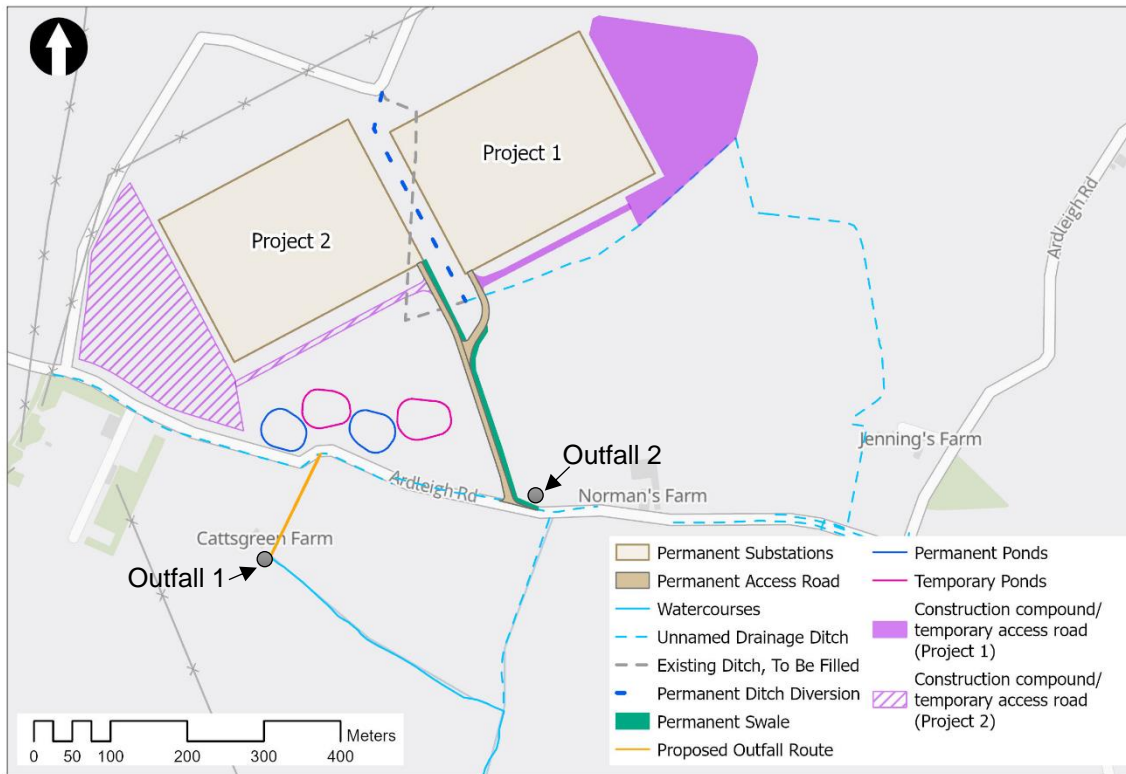 Project 1
Project 2
Ardleigh Rd
Jenning's Farm
Outfall 2
Ardleigh Rd
Norman's Farm
Cattsgreen Farm
Outfall 1
Permanent Substations
Permanent Access Road
Watercourses
Unnamed Drainage Ditch
Existing Ditch, To Be Filled
Permanent Ditch Diversion
Permanent Swale
Proposed Outfall Route
Permanent Ponds
Temporary Ponds
Construction compound/
temporary access road
(Project 1)
Construction compound/
temporary access road
(Project 2)
Meters
0 50 100 200 300 400